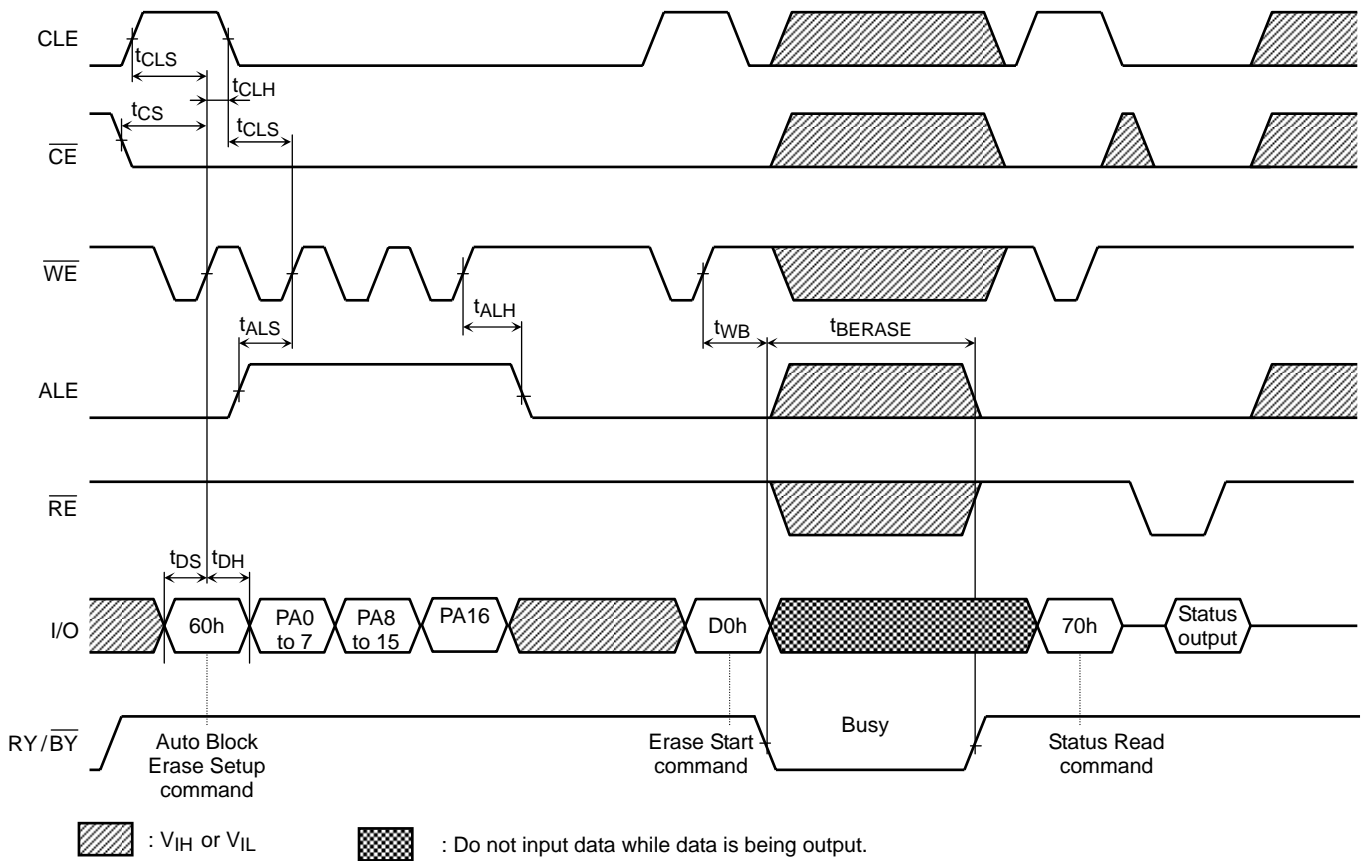 CLE
tCLS
tCLH
tCS
tCLS
CE
WE
tALS
tALH
tWB
tBERASE
ALE
RE
tDS
tDH
I/O
60h
PA0
to 7
PA8
to 15
PA16
D0h
70h
Status
output
RY/BY
Busy
Auto Block
Erase Setup
command
Erase Start
command
Status Read
command
: VIH or VIL
: Do not input data while data is being output.